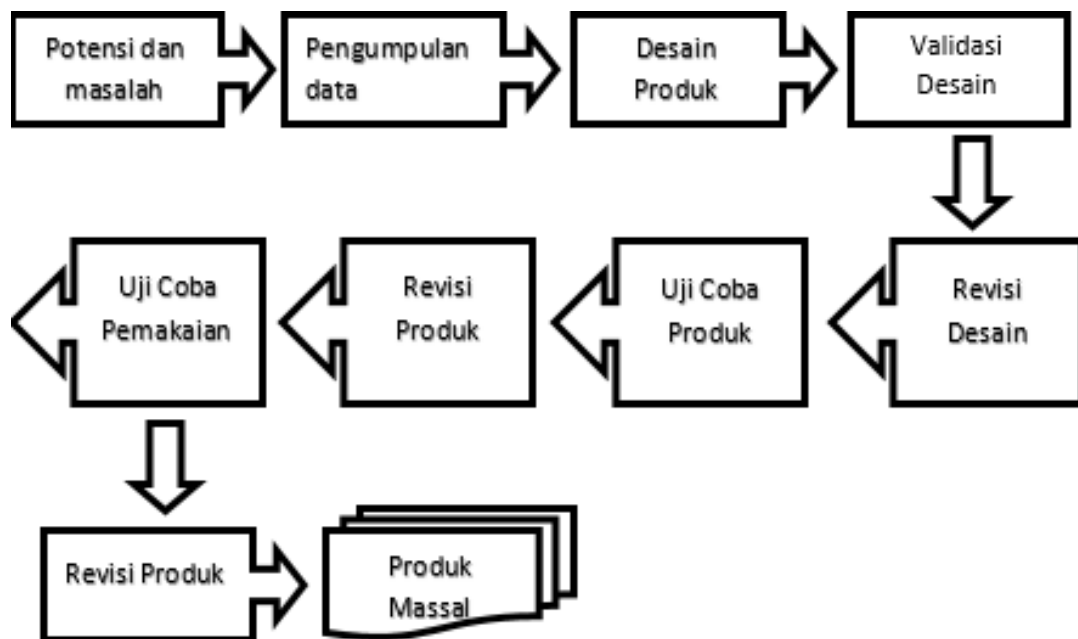 Potensi dan
masalah
Pengumpulan
data
Desain
Produk
Validasi
Desain
Revisi
Desain
Uji Coba
Produk
Revisi
Produk
Uji Coba
Pemakaian
Revisi Produk
Produk
Massal